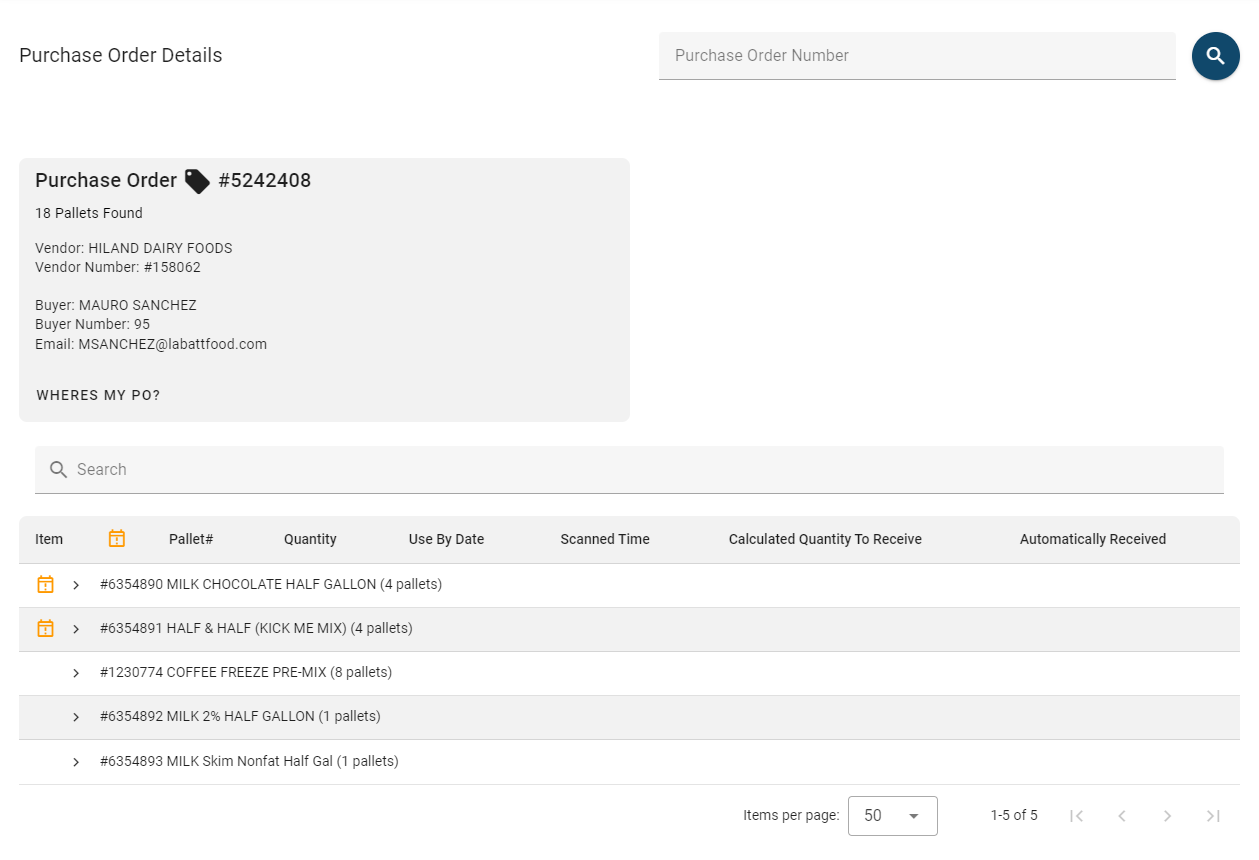 Purchase Order Details
Purchase Order Number
Purchase Order #5242408
18 Pallets Found
Vendor: HILAND DAIRY FOODS
Vendor Number: #158062
Buyer: MAURO SANCHEZ
Buyer Number: 95
Email: MSANCHEZ@labattfood.com
WHERES MY PO?
Search
Item Pallet# Quantity Use By Date Scanned Time Calculated Quantity To Receive Automatically Received
#6354890 MILK CHOCOLATE HALF GALLON (4 pallets)
#6354891 HALF & HALF (KICK ME MIX) (4 pallets)
#1230774 COFFEE FREEZE PRE-MIX (8 pallets)
#6354892 MILK 2% HALF GALLON (1 pallets)
#6354893 MILK Skim Nonfat Half Gal (1 pallets)
Items per page: 50 1-5 of 5